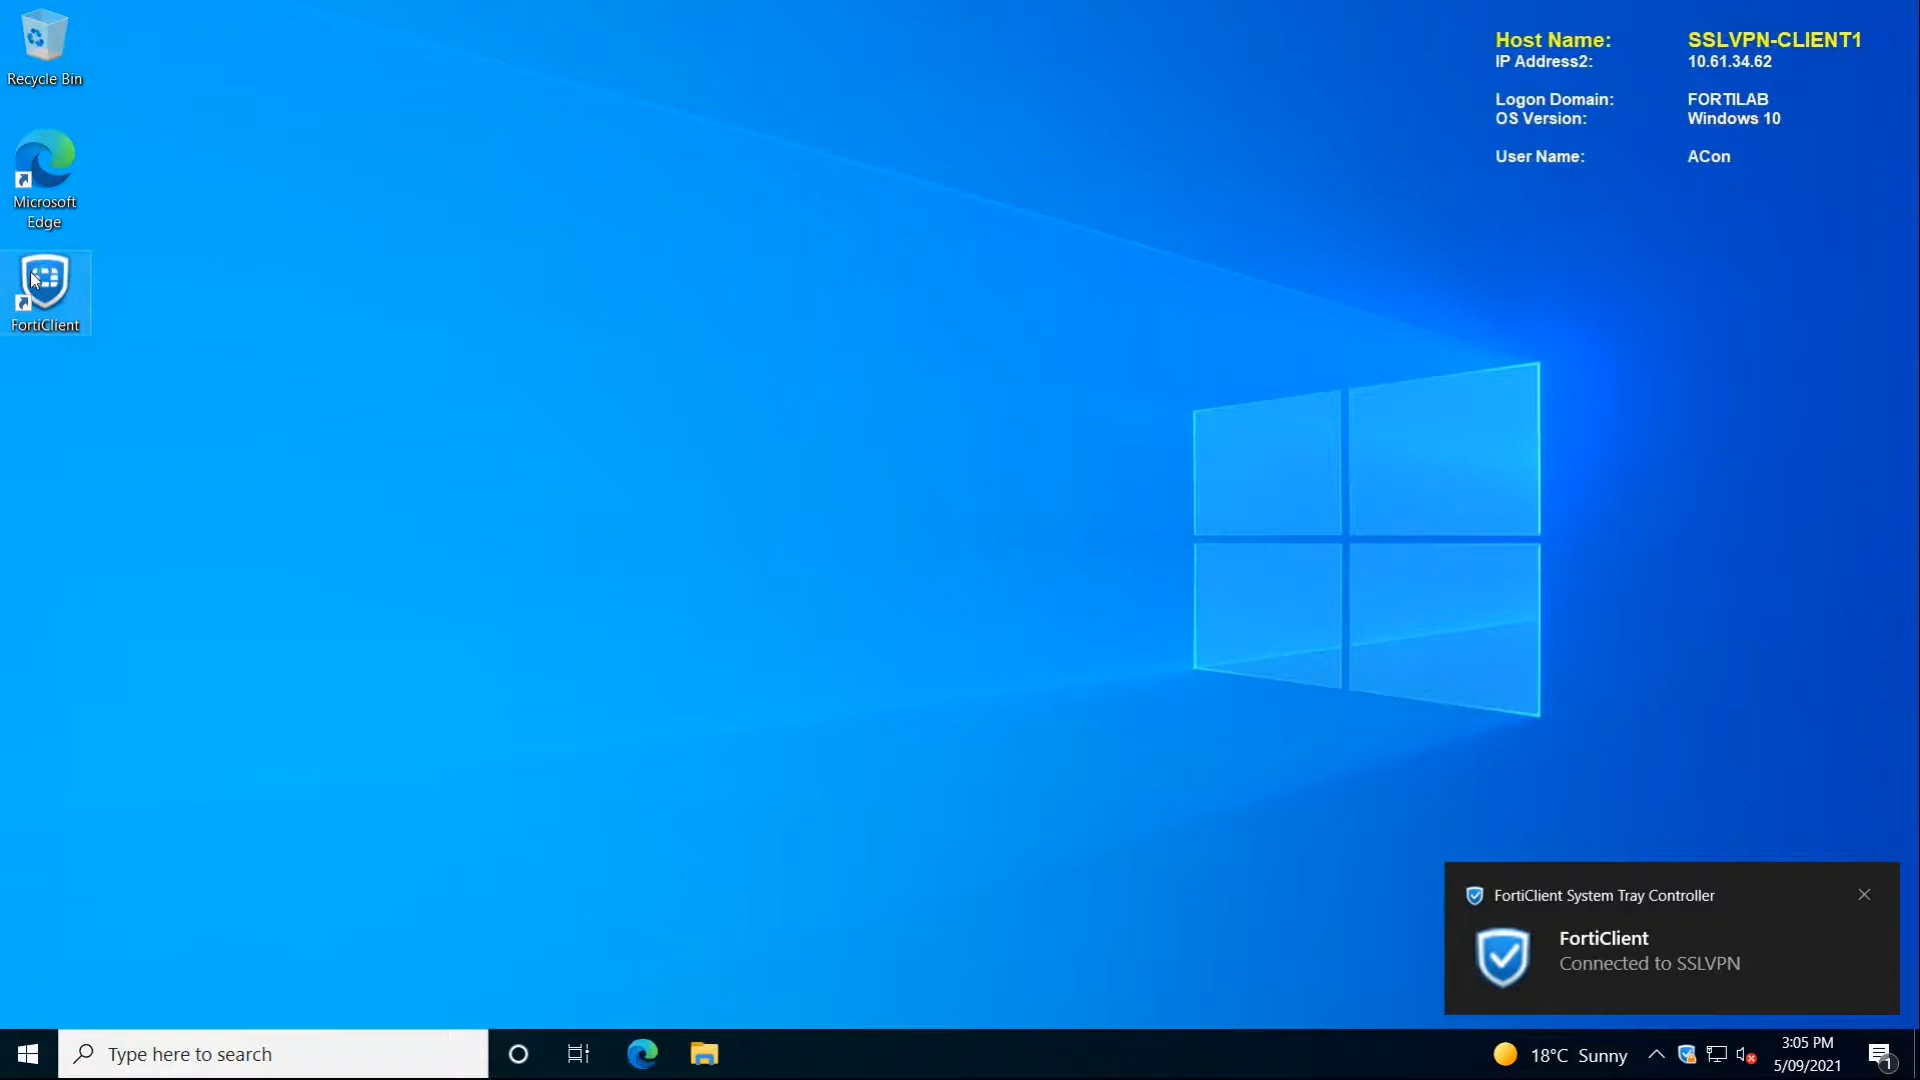 Recycle Bin
Microsoft
Edge
FortiClient
Host Name: SSLVPN-CLIENT1
IP Address2: 10.61.34.62
Logon Domain: FORTILAB
OS Version: Windows 10
User Name: ACon
FortiClient System Tray Controller
FortiClient
Connected to SSLVPN
Type here to search
18°C Sunny
3:05 PM
5/09/2021
1